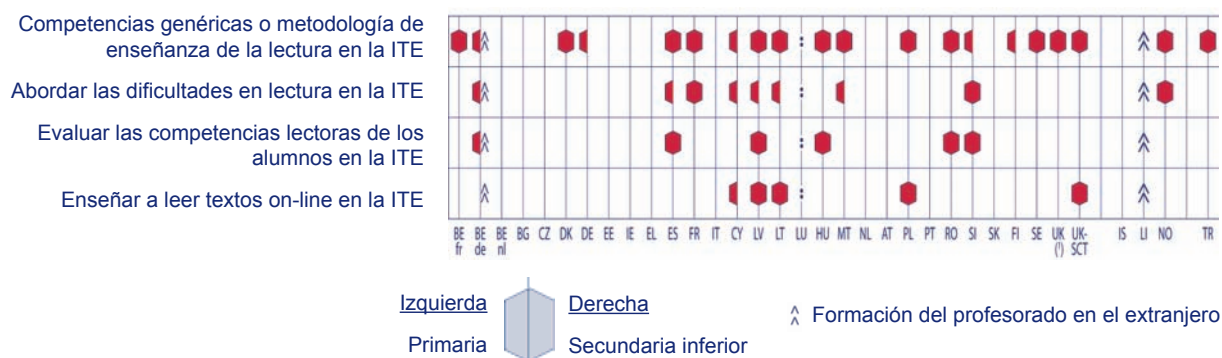 Competencias genéricas o metodología de
enseñanza de la lectura en la ITE
Abordar las dificultades en lectura en la ITE
Evaluar las competencias lectoras de los
alumnos en la ITE
Enseñar a leer textos on-line en la ITE
BE fr BE de BE nl BG CZ DK DE EE IE EL ES FR IT CY LV LT LU HU MT NL AT PL PT RO SI SK FI SE UK (¹) UK-SCT IS LI NO TR
Izquierda Derecha
Primaria Secundaria inferior
Formación del profesorado en el extranjero